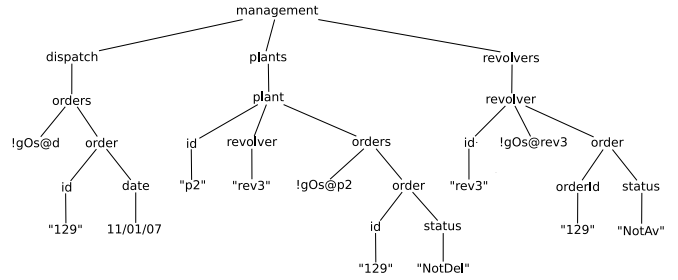 management
dispatch plants revolvers
orders plant revolver
!gOs@d order id revolver orders id !gOs@rev3 order
id date "p2" "rev3" !gOs@p2 order "rev3" orderId status
"129" 11/01/07 id status "129" "NotAv"
"129" "NotDel"